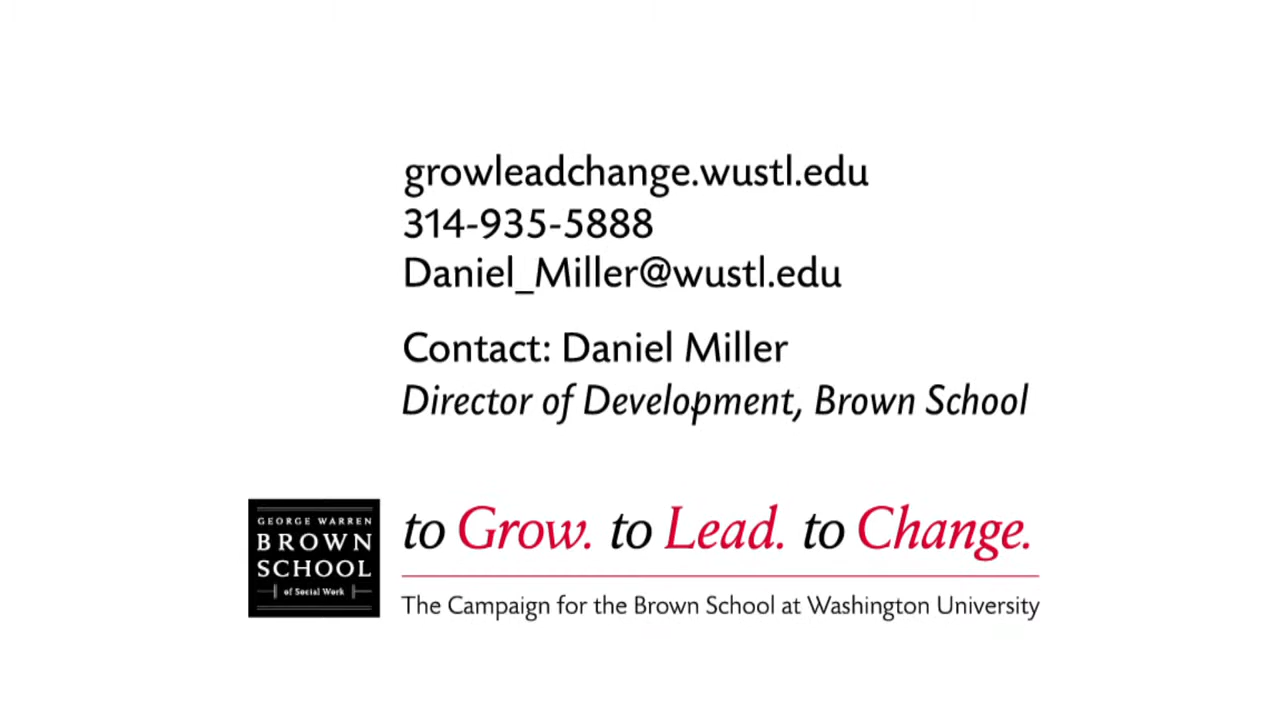 growleadchange.wustl.edu
314-935-5888
Daniel_Miller@wustl.edu
Contact: Daniel Miller
Director of Development, Brown School
GEORGE WARREN
BROWN
SCHOOL
of Social Work
to Grow. to Lead. to Change.
The Campaign for the Brown School at Washington University